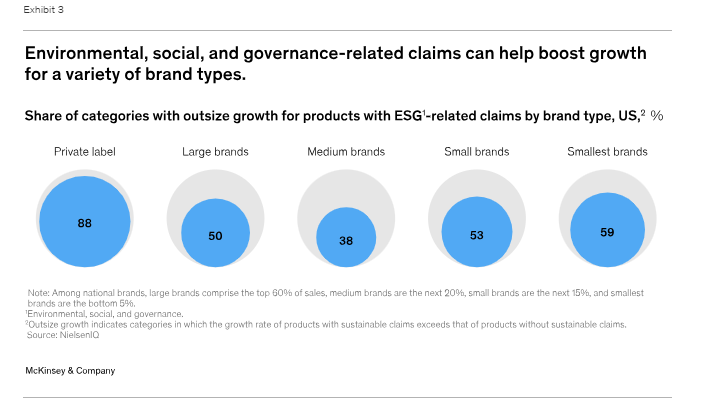 Exhibit 3
Environmental, social, and governance-related claims can help boost growth
for a variety of brand types.
Share of categories with outsize growth for products with ESG¹-related claims by brand type, US,² %
Private label Large brands Medium brands Small brands Smallest brands
88 50 38 53 59
Note: Among national brands, large brands comprise the top 60% of sales, medium brands are the next 20%, small brands are the next 15%, and smallest
brands are the bottom 5%.
¹Environmental, social, and governance.
²Outsize growth indicates categories in which the growth rate of products with sustainable claims exceeds that of products without sustainable claims.
Source: NielsenIQ
McKinsey & Company